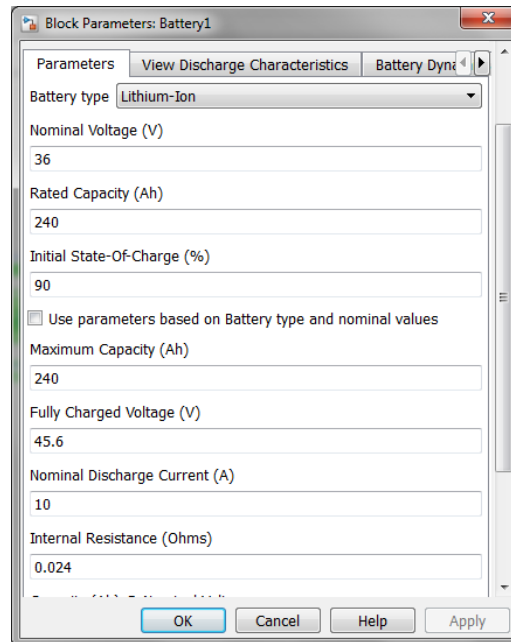 Block Parameters: Battery1
Parameters View Discharge Characteristics Battery Dyna
Battery type Lithium-Ion
Nominal Voltage (V)
36
Rated Capacity (Ah)
240
Initial State-Of-Charge (%)
90
Use parameters based on Battery type and nominal values
Maximum Capacity (Ah)
240
Fully Charged Voltage (V)
45.6
Nominal Discharge Current (A)
10
Internal Resistance (Ohms)
0.024
OK Cancel Help Apply